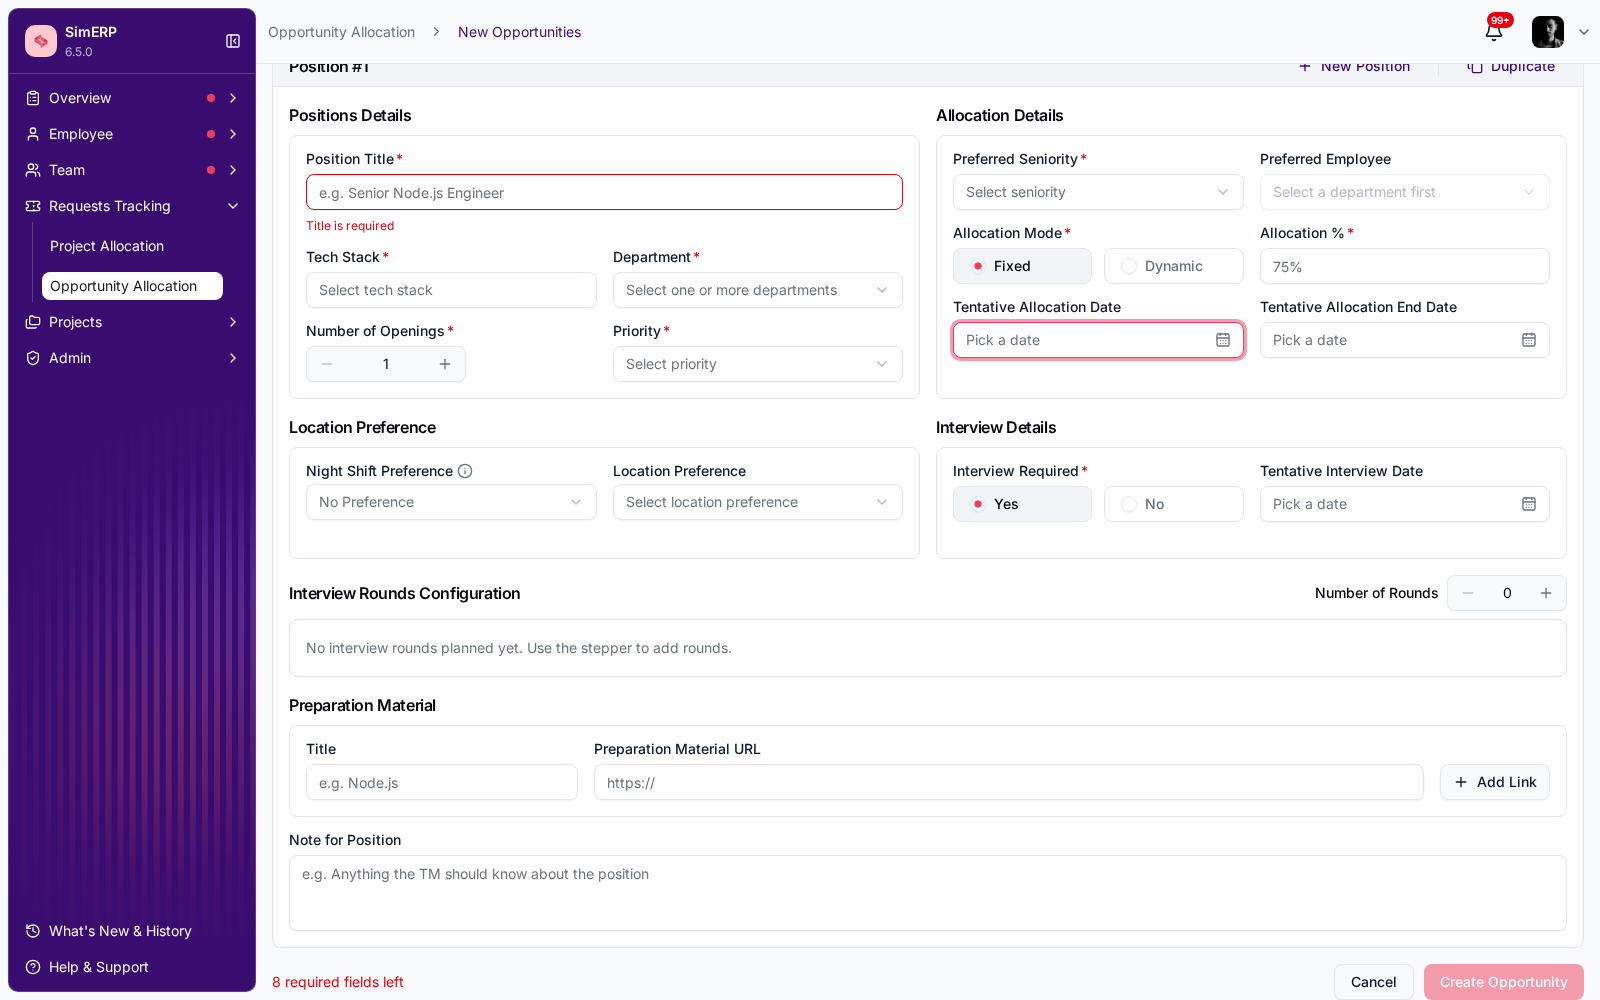 SimERP
6.5.0
Overview
Employee
Team
Requests Tracking
Project Allocation
Opportunity Allocation
Projects
Admin
What's New & History
Help & Support
Opportunity Allocation > New Opportunities
99+
Position #1
New Position
Duplicate
Positions Details
Position Title*
e.g. Senior Node.js Engineer
Title is required
Tech Stack*
Select tech stack
Department*
Select one or more departments
Number of Openings*
1
Priority*
Select priority
Allocation Details
Preferred Seniority*
Select seniority
Preferred Employee
Select a department first
Allocation Mode*
Fixed
Dynamic
Allocation %*
75%
Tentative Allocation Date
Pick a date
Tentative Allocation End Date
Pick a date
Location Preference
Night Shift Preference
No Preference
Location Preference
Select location preference
Interview Details
Interview Required*
Yes
No
Tentative Interview Date
Pick a date
Interview Rounds Configuration
Number of Rounds
0
No interview rounds planned yet. Use the stepper to add rounds.
Preparation Material
Title
e.g. Node.js
Preparation Material URL
https://
Add Link
Note for Position
e.g. Anything the TM should know about the position
8 required fields left
Cancel
Create Opportunity